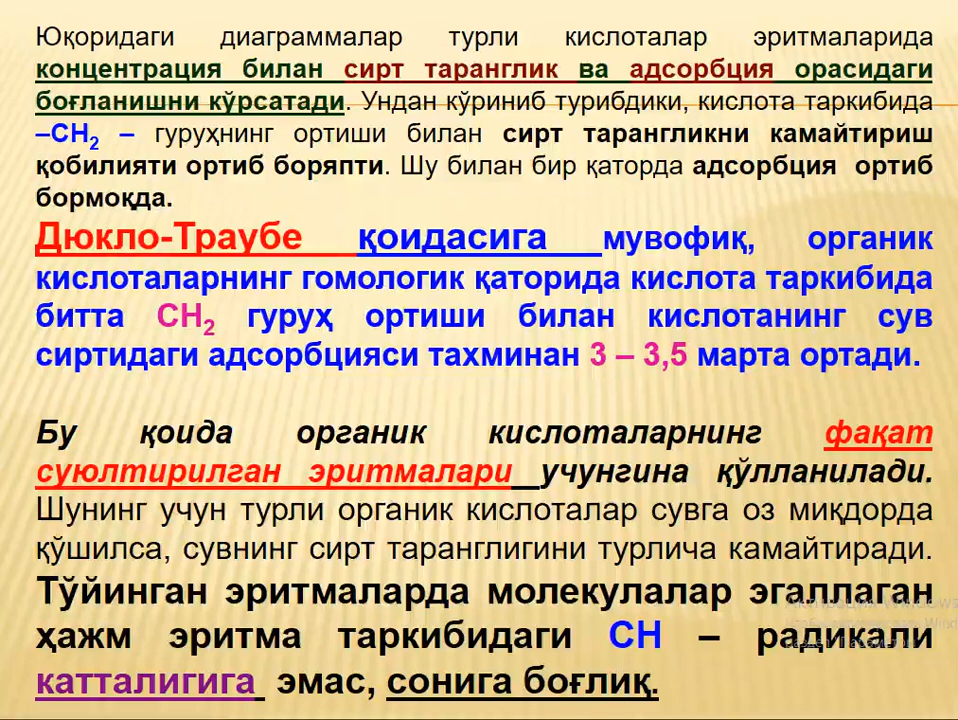 Юқоридаги диаграммалар турли кислоталар эритмаларида
концентрация билан сирт таранглик ва адсорбция орасидаги
боғланишни кўрсатади. Ундан кўриниб турибдики, кислота таркибида
–CH₂ – гуруҳнинг ортиши билан сирт тарангликни камайтириш
қобилияти ортиб боряпти. Шу билан бир қаторда адсорбция ортиб
бормоқда.
Дюкло-Траубе қоидасига мувофиқ, органик
кислоталарнинг гомологик қаторида кислота таркибида
битта CH₂ гуруҳ ортиши билан кислотанинг сув
сиртидаги адсорбцияси тахминан 3 – 3,5 марта ортади.
Бу қоида органик кислоталарнинг фақат
суюлтирилган эритмалари учунгина қўлланилади.
Шунинг учун турли органик кислоталар сувга оз миқдорда
қўшилса, сувнинг сирт таранглигини турлича камайтиради.
Тўйинган эритмаларда молекулалар эгаллаган
ҳажм эритма таркибидаги CH – радикали
катталигига эмас, сонига боғлиқ.